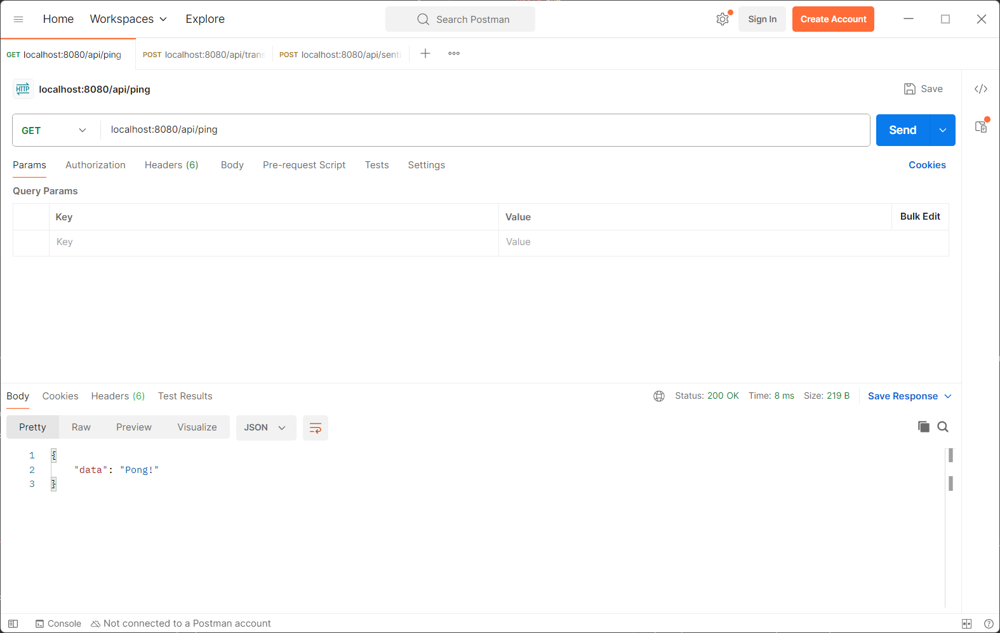 Home Workspaces Explore Search Postman Sign In Create Account
GET localhost:8080/api/ping POST localhost:8080/api/trans POST localhost:8080/api/senti
HTTP localhost:8080/api/ping Save
GET localhost:8080/api/ping Send
Params Authorization Headers (6) Body Pre-request Script Tests Settings Cookies
Query Params
Key Value Bulk Edit
Key Value
Body Cookies Headers (6) Test Results Status: 200 OK Time: 8 ms Size: 219 B Save Response
Pretty Raw Preview Visualize JSON
1 {
2 "data": "Pong!"
3 }
Console Not connected to a Postman account